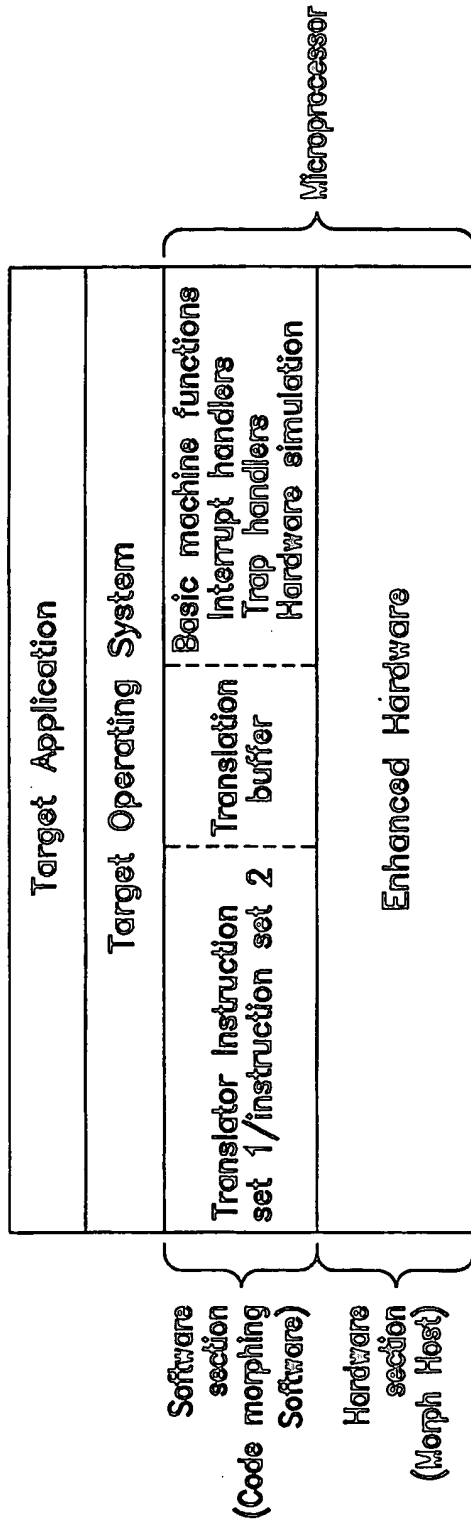 Target Application
Target Operating System
Software
section
(Code morphing
Software)
Translator Instruction
set 1/instruction set 2
Translation
buffer
Basic machine functions
Interrupt handlers
Trap handlers
Hardware simulation
Microprocessor
Hardware
section
(Morph Host)
Enhanced Hardware